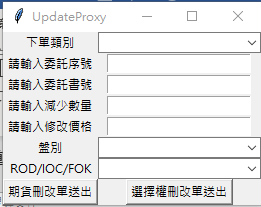 UpdateProxy
下單類別
請輸入委託序號
請輸入委託書號
請輸入減少數量
請輸入修改價格
盤別
ROD/IOC/FOK
期貨刪改單送出 選擇權刪改單送出